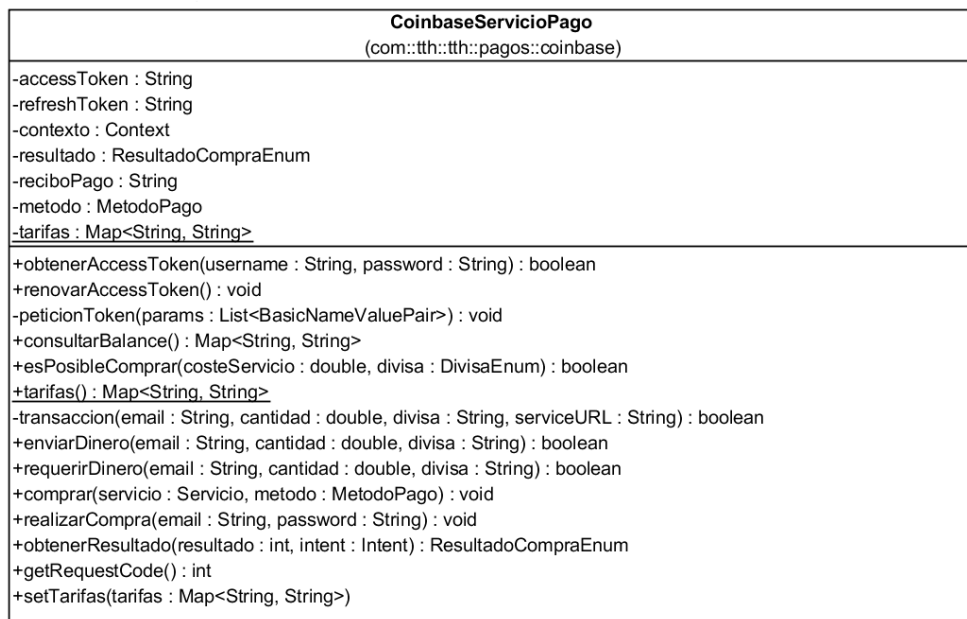 CoinbaseServicioPago
(com::tth::tth::pagos::coinbase)
-accessToken : String
-refreshToken : String
-contexto : Context
-resultado : ResultadoCompraEnum
-reciboPago : String
-metodo : MetodoPago
-tarifas : Map<String, String>
+obtenerAccessToken(username : String, password : String) : boolean
+renovarAccessToken() : void
-peticionToken(params : List<BasicNameValuePair>) : void
+consultarBalance() : Map<String, String>
+esPosibleComprar(costeServicio : double, divisa : DivisaEnum) : boolean
+tarifas() : Map<String, String>
-transaccion(email : String, cantidad : double, divisa : String, serviceURL : String) : boolean
+enviarDinero(email : String, cantidad : double, divisa : String) : boolean
+requerirDinero(email : String, cantidad : double, divisa : String) : boolean
+comprar(servicio : Servicio, metodo : MetodoPago) : void
+realizarCompra(email : String, password : String) : void
+obtenerResultado(resultado : int, intent : Intent) : ResultadoCompraEnum
+getRequestCode() : int
+setTarifas(tarifas : Map<String, String>)